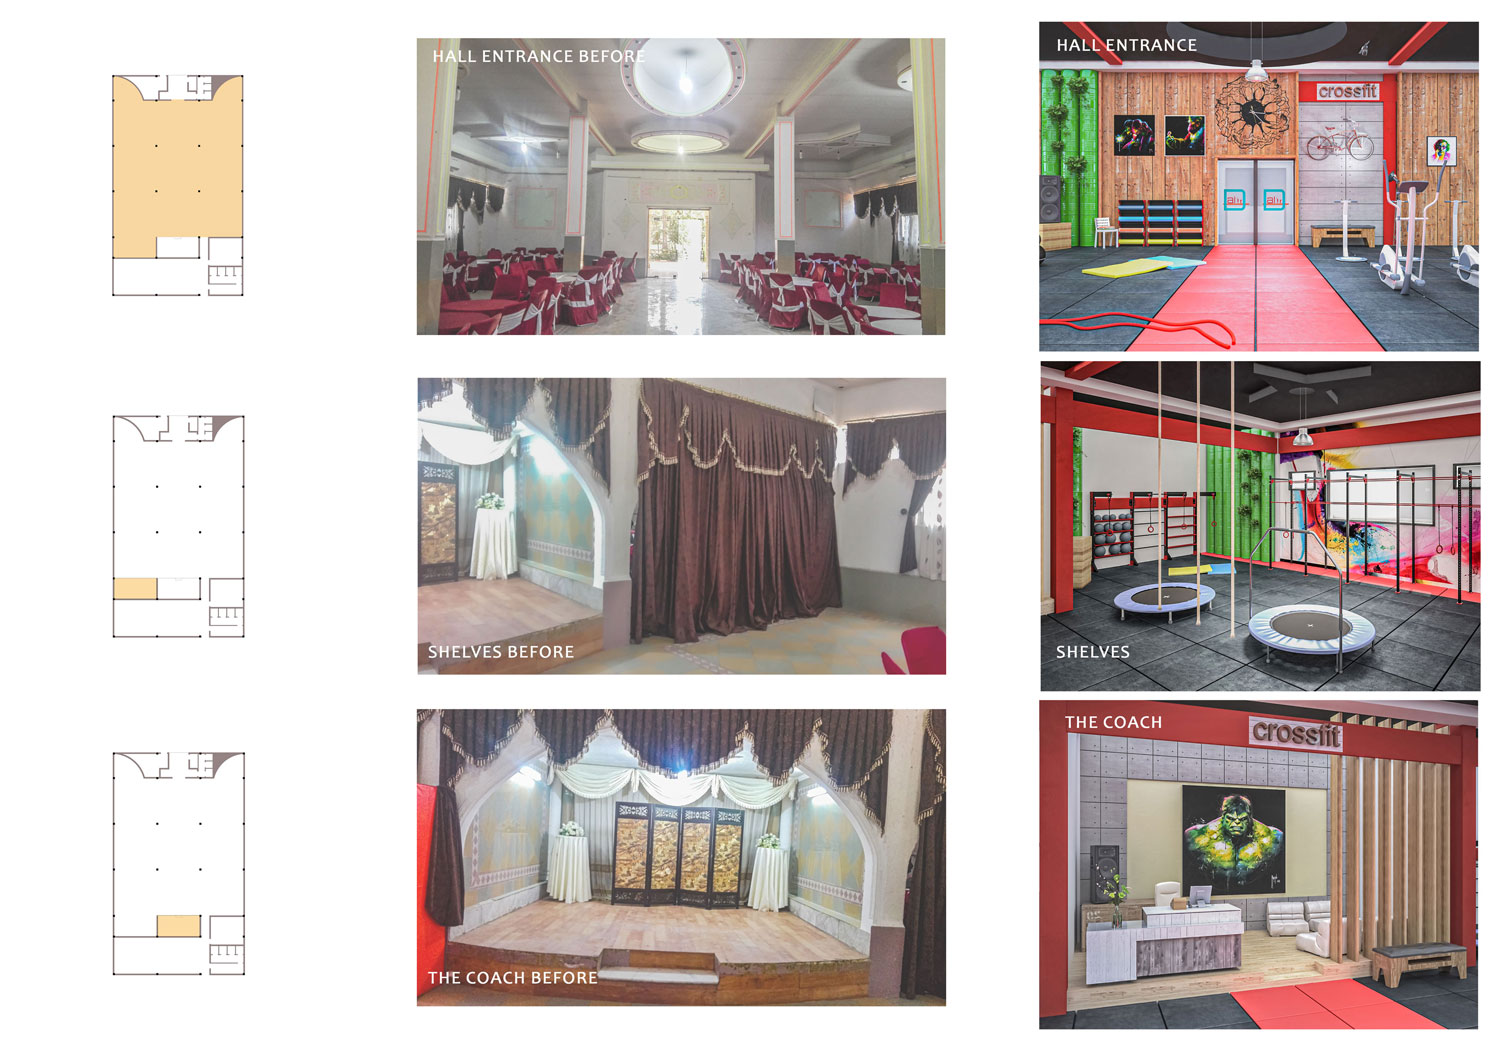 HALL ENTRANCE BEFORE
HALL ENTRANCE
crossfit
SHELVES BEFORE
SHELVES
THE COACH BEFORE
THE COACH
crossfit